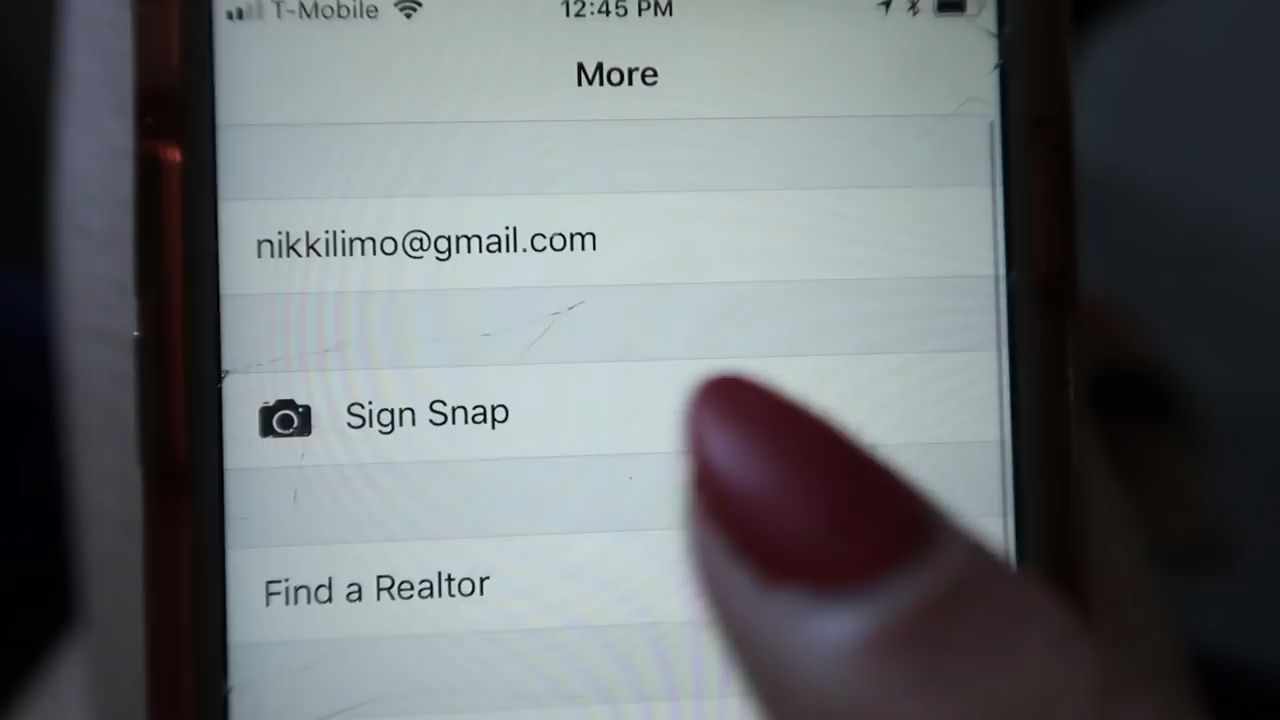 T-Mobile 12:45 PM
More
nikkilimo@gmail.com
Sign Snap
Find a Realtor